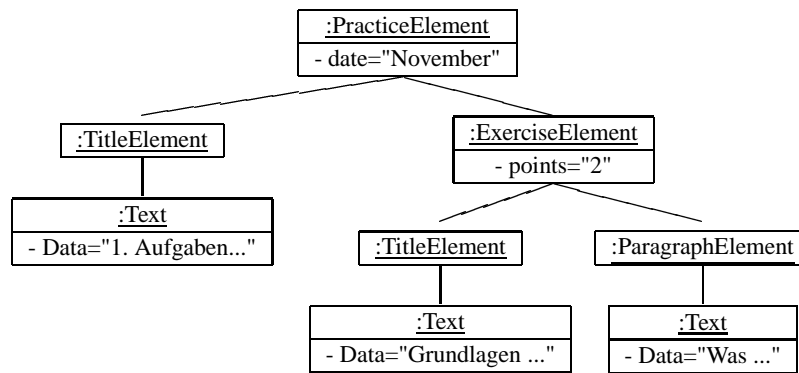 :PracticeElement
- date="November"
:TitleElement
:ExerciseElement
- points="2"
:Text
- Data="1. Aufgaben..."
:TitleElement
:ParagraphElement
:Text
- Data="Grundlagen ..."
:Text
- Data="Was ..."